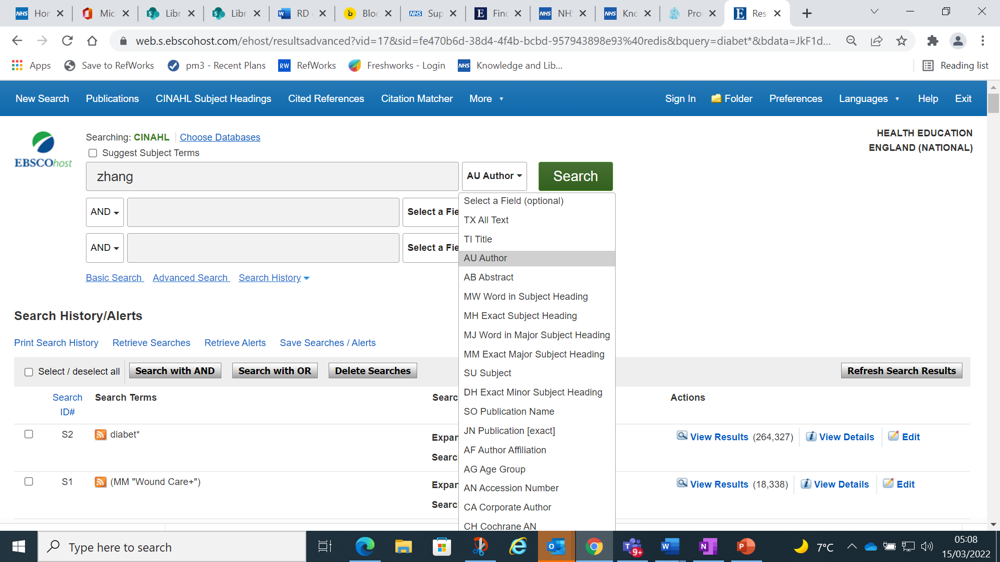 NHS Hor
Mic
Libr
Libr
RD
Bloc
NHS Sup
Finc
NHS NHS
NHS Knc
Pro
Res
web.s.ebscohost.com/ehost/resultsadvanced?vid=17&sid=fe470b6d-38d4-4f4b-bcbd-957943898e93%40redis&bquery=diabet*&bdata=JkF1d...
Apps
Save to RefWorks
pm3 - Recent Plans
RW RefWorks
Freshworks - Login
NHS Knowledge and Lib...
Reading list
New Search Publications CINAHL Subject Headings Cited References Citation Matcher More
Sign In Folder Preferences Languages Help Exit
EBSCOhost
Searching: CINAHL Choose Databases
Suggest Subject Terms
HEALTH EDUCATION
ENGLAND (NATIONAL)
zhang AU Author Search
AND Select a Fie
AND Select a Fie
Select a Field (optional)
TX All Text
TI Title
AU Author
AB Abstract
MW Word in Subject Heading
MH Exact Subject Heading
MJ Word in Major Subject Heading
MM Exact Major Subject Heading
SU Subject
DH Exact Minor Subject Heading
SO Publication Name
JN Publication [exact]
AF Author Affiliation
AG Age Group
AN Accession Number
CA Corporate Author
CH Cochrane AN
Basic Search Advanced Search Search History
Search History/Alerts
Print Search History Retrieve Searches Retrieve Alerts Save Searches / Alerts
Select / deselect all Search with AND Search with OR Delete Searches Refresh Search Results
Search ID# Search Terms Searc Actions
S2 diabet* Expan View Results (264,327) View Details Edit
Searc
S1 (MM "Wound Care+") Expan View Results (18,338) View Details Edit
Searc
Type here to search
9+
7°C
05:08
15/03/2022